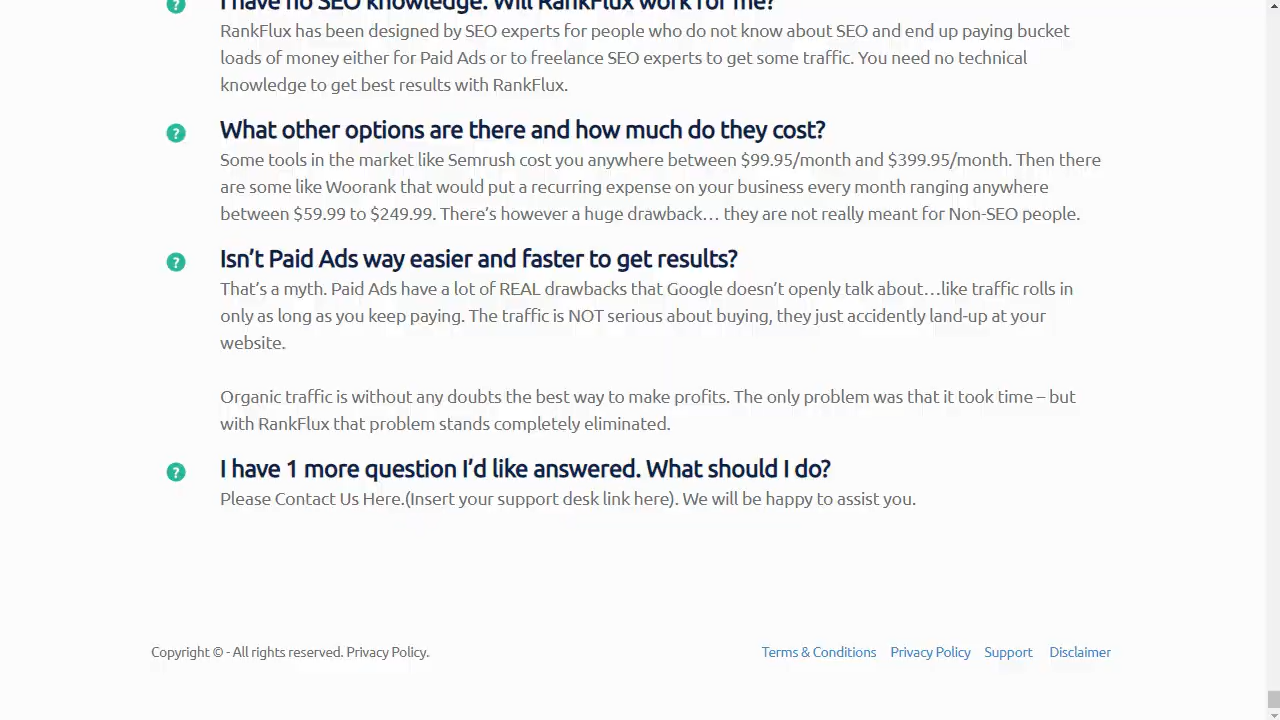 I have no SEO knowledge. Will RankFlux work for me?
RankFlux has been designed by SEO experts for people who do not know about SEO and end up paying bucket
loads of money either for Paid Ads or to freelance SEO experts to get some traffic. You need no technical
knowledge to get best results with RankFlux.
What other options are there and how much do they cost?
Some tools in the market like Semrush cost you anywhere between $99.95/month and $399.95/month. Then there
are some like Woorank that would put a recurring expense on your business every month ranging anywhere
between $59.99 to $249.99. There’s however a huge drawback… they are not really meant for Non-SEO people.
Isn’t Paid Ads way easier and faster to get results?
That’s a myth. Paid Ads have a lot of REAL drawbacks that Google doesn’t openly talk about…like traffic rolls in
only as long as you keep paying. The traffic is NOT serious about buying, they just accidently land-up at your
website.
Organic traffic is without any doubts the best way to make profits. The only problem was that it took time – but
with RankFlux that problem stands completely eliminated.
I have 1 more question I’d like answered. What should I do?
Please Contact Us Here.(Insert your support desk link here). We will be happy to assist you.
Copyright © - All rights reserved. Privacy Policy. Terms & Conditions Privacy Policy Support Disclaimer